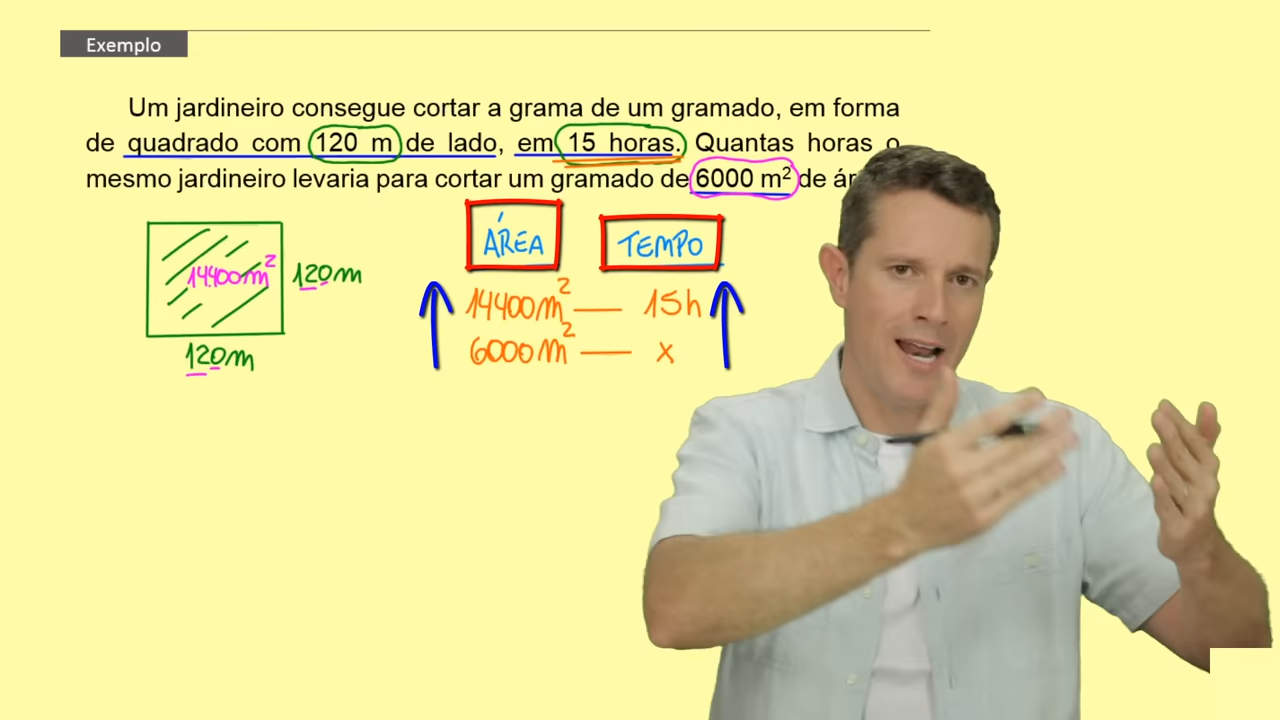 Exemplo
Um jardineiro consegue cortar a grama de um gramado, em forma
de quadrado com 120 m de lado, em 15 horas. Quantas horas o
mesmo jardineiro levaria para cortar um gramado de 6000 m² de
ÁREA TEMPO
14400m² 120m
14400m² — 15h
6000m² — x
120m